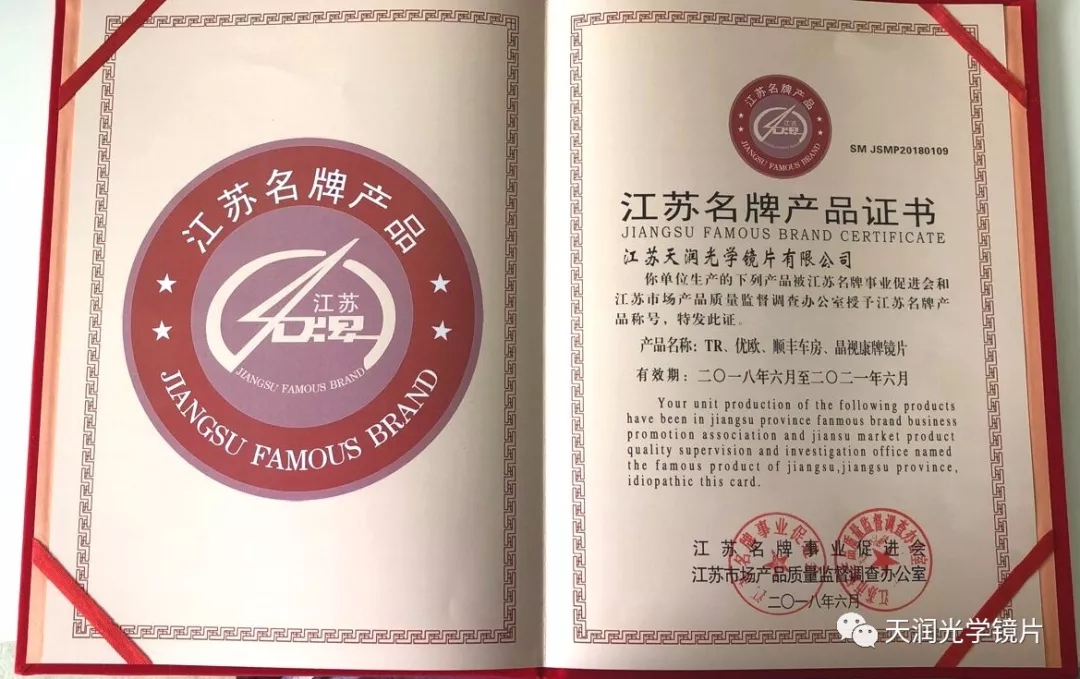 江苏名牌产品
江苏
名牌
JIANGSU FAMOUS BRAND
JIANGSU FAMOUS BRAND
江苏名牌产品
江苏
名牌
JIANGSU FAMOUS BRAND
SM JSMP20180109
江苏名牌产品证书
JIANGSU FAMOUS BRAND CERTIFICATE
江苏天润光学镜片有限公司
你单位生产的下列产品被江苏名牌事业促进会和
江苏市场产品质量监督调查办公室授予江苏名牌产
品称号，特发此证。
产品名称：TR、优欧、顺丰车房、晶视康牌镜片
有效期：二〇一八年六月至二〇二一年六月
Your unit production of the following products
have been in jiangsu province fanmous brand business
promotion association and jiansu market product
quality supervision and investigation office named
the famous product of jiangsu,jiangsu province,
idiopathic this card.
江苏名牌事业促进会
江苏市场产品质量监督调查办公室
二〇一八年六月
天润光学镜片